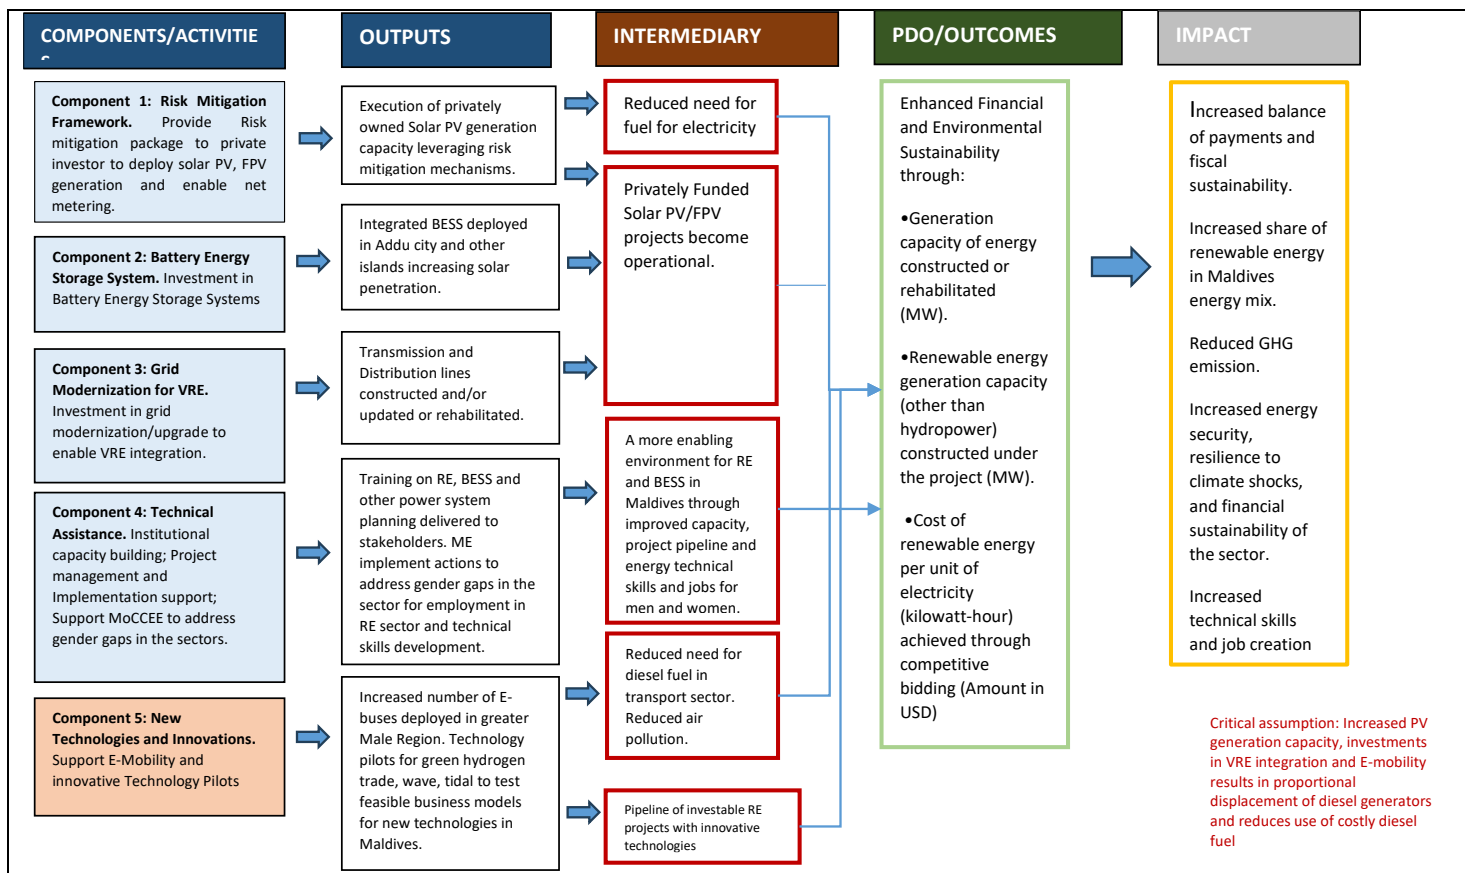 COMPONENTS/ACTIVITIE
S
OUTPUTS
INTERMEDIARY
PDO/OUTCOMES
IMPACT
Component 1: Risk Mitigation
Framework. Provide Risk
mitigation package to private
investor to deploy solar PV, FPV
generation and enable net
metering.
Component 2: Battery Energy
Storage System. Investment in
Battery Energy Storage Systems
Component 3: Grid
Modernization for VRE.
Investment in grid
modernization/upgrade to
enable VRE integration.
Component 4: Technical
Assistance. Institutional
capacity building; Project
management and
Implementation support;
Support MoCCEE to address
gender gaps in the sectors.
Component 5: New
Technologies and Innovations.
Support E-Mobility and
innovative Technology Pilots
Execution of privately
owned Solar PV generation
capacity leveraging risk
mitigation mechanisms.
Integrated BESS deployed
in Addu city and other
islands increasing solar
penetration.
Transmission and
Distribution lines
constructed and/or
updated or rehabilitated.
Training on RE, BESS and
other power system
planning delivered to
stakeholders. ME
implement actions to
address gender gaps in the
sector for employment in
RE sector and technical
skills development.
Increased number of E-
buses deployed in greater
Male Region. Technology
pilots for green hydrogen
trade, wave, tidal to test
feasible business models
for new technologies in
Maldives.
Reduced need for
fuel for electricity
Privately Funded
Solar PV/FPV
projects become
operational.
A more enabling
environment for RE
and BESS in
Maldives through
improved capacity,
project pipeline and
energy technical
skills and jobs for
men and women.
Reduced need for
diesel fuel in
transport sector.
Reduced air
pollution.
Pipeline of investable RE
projects with innovative
technologies
Enhanced Financial
and Environmental
Sustainability
through:
•Generation
capacity of energy
constructed or
rehabilitated
(MW).
•Renewable energy
generation capacity
(other than
hydropower)
constructed under
the project (MW).
•Cost of
renewable energy
per unit of
electricity
(kilowatt-hour)
achieved through
competitive
bidding (Amount in
USD)
Increased balance
of payments and
fiscal
sustainability.
Increased share of
renewable energy
in Maldives
energy mix.
Reduced GHG
emission.
Increased energy
security,
resilience to
climate shocks,
and financial
sustainability of
the sector.
Increased
technical skills
and job creation
Critical assumption: Increased PV
generation capacity, investments
in VRE integration and E-mobility
results in proportional
displacement of diesel generators
and reduces use of costly diesel
fuel